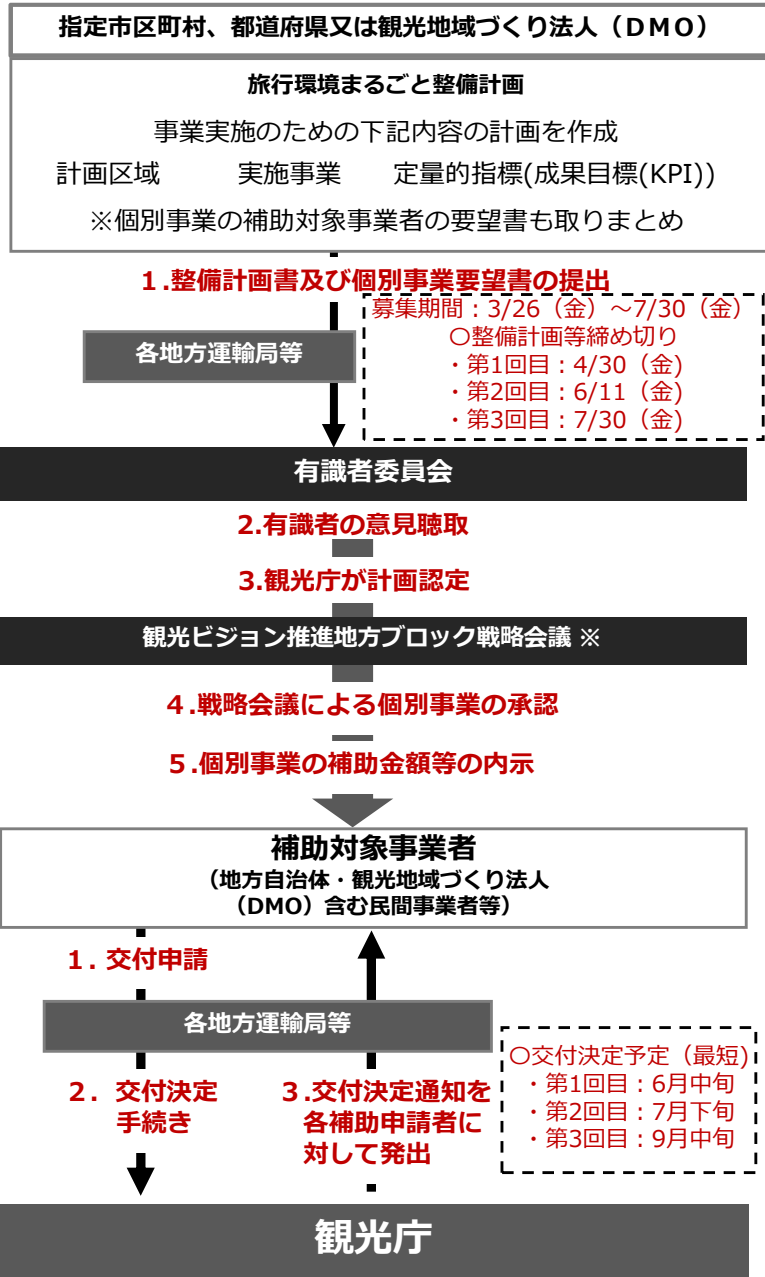 指定市区町村、都道府県又は観光地域づくり法人（DMO）
旅行環境まるごと整備計画
事業実施のための下記内容の計画を作成
計画区域 実施事業 定量的指標(成果目標(KPI))
※個別事業の補助対象事業者の要望書も取りまとめ
１.整備計画書及び個別事業要望書の提出
募集期間：3/26（金）～7/30（金）
〇整備計画等締め切り
・第1回目：4/30（金)
・第2回目：6/11（金)
・第3回目：7/30（金)
各地方運輸局等
有識者委員会
2.有識者の意見聴取
3.観光庁が計画認定
観光ビジョン推進地方ブロック戦略会議 ※
４.戦略会議による個別事業の承認
５.個別事業の補助金額等の内示
補助対象事業者
（地方自治体・観光地域づくり法人
（DMO）含む民間事業者等）
１．交付申請
各地方運輸局等
２．交付決定
手続き
３.交付決定通知を
各補助申請者に
対して発出
〇交付決定予定（最短)
・第1回目：6月中旬
・第2回目：7月下旬
・第3回目：9月中旬
観光庁